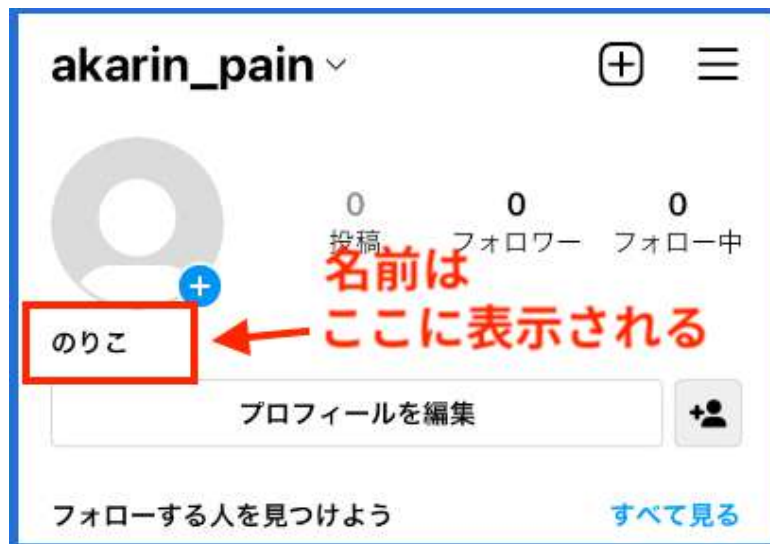 akarin_pain
0 0 0
投稿 フォロワー フォロー中
名前は
ここに表示される
のりこ
プロフィールを編集
フォローする人を見つけよう すべて見る